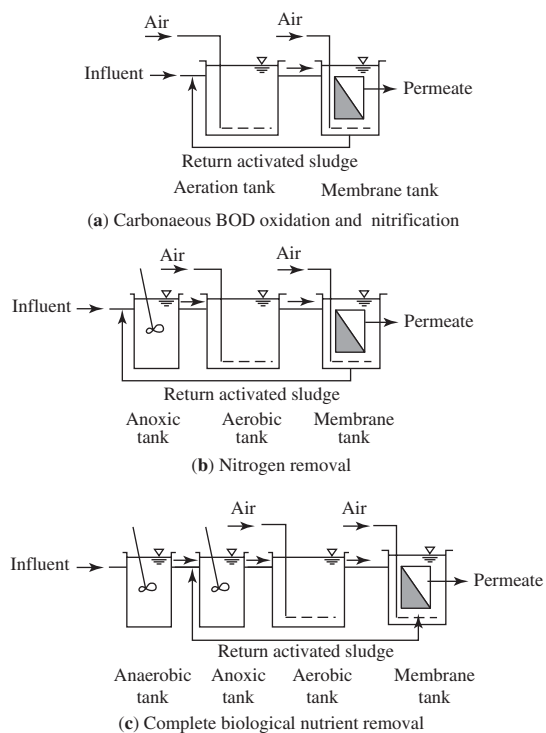 Air
Air
Influent
Permeate
Return activated sludge
Aeration tank
Membrane tank
(a) Carbonaeous BOD oxidation and nitrification
Air
Air
Influent
Permeate
Return activated sludge
Anoxic tank
Aerobic tank
Membrane tank
(b) Nitrogen removal
Air
Air
Influent
Permeate
Return activated sludge
Anaerobic tank
Anoxic tank
Aerobic tank
Membrane tank
(c) Complete biological nutrient removal